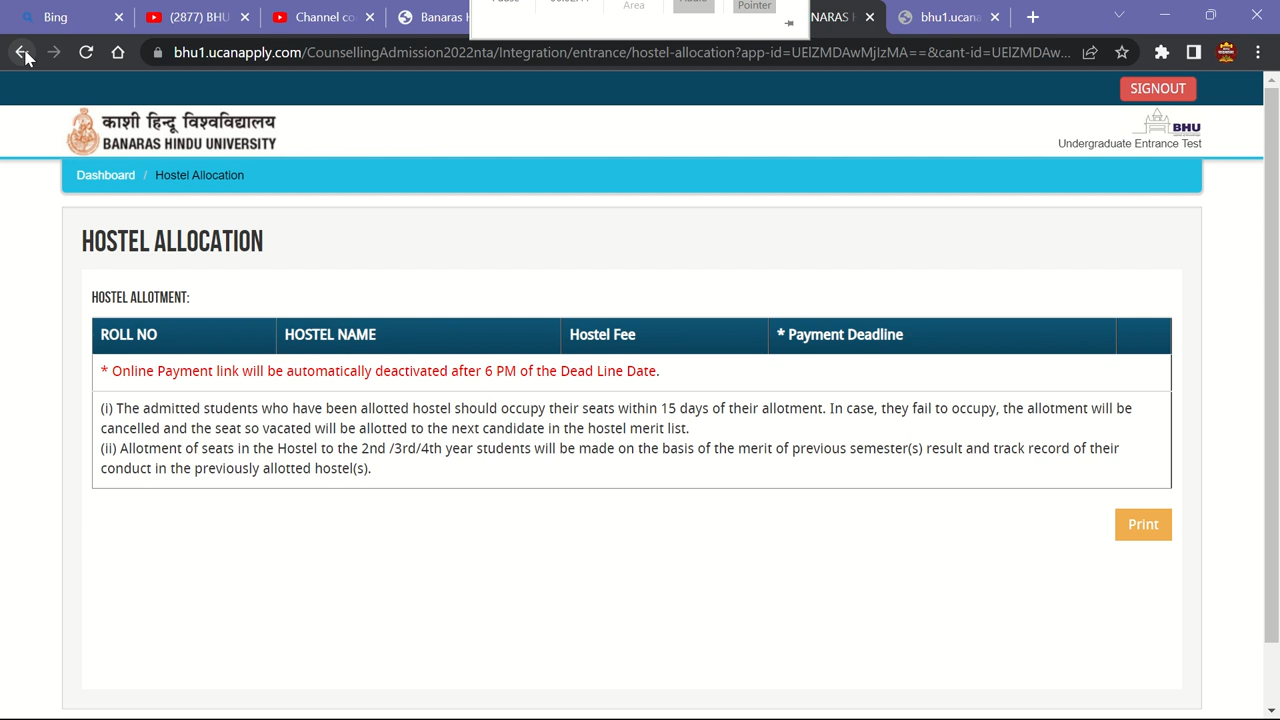 Bing
(2877) BHU
Channel co
Banaras H
Pause
Area
Audio
Pointer
NARAS
bhu1.ucana
bhu1.ucanapply.com/CounsellingAdmission2022nta/Integration/entrance/hostel-allocation?app-id=UElZMDAwMjIzMA==&cant-id=UElZMDAw...
SIGNOUT
काशी हिन्दू विश्वविद्यालय
BANARAS HINDU UNIVERSITY
BHU
Undergraduate Entrance Test
Dashboard / Hostel Allocation
HOSTEL ALLOCATION
HOSTEL ALLOTMENT:
ROLL NO HOSTEL NAME Hostel Fee * Payment Deadline
* Online Payment link will be automatically deactivated after 6 PM of the Dead Line Date.
(i) The admitted students who have been allotted hostel should occupy their seats within 15 days of their allotment. In case, they fail to occupy, the allotment will be
cancelled and the seat so vacated will be allotted to the next candidate in the hostel merit list.
(ii) Allotment of seats in the Hostel to the 2nd /3rd/4th year students will be made on the basis of the merit of previous semester(s) result and track record of their
conduct in the previously allotted hostel(s).
Print